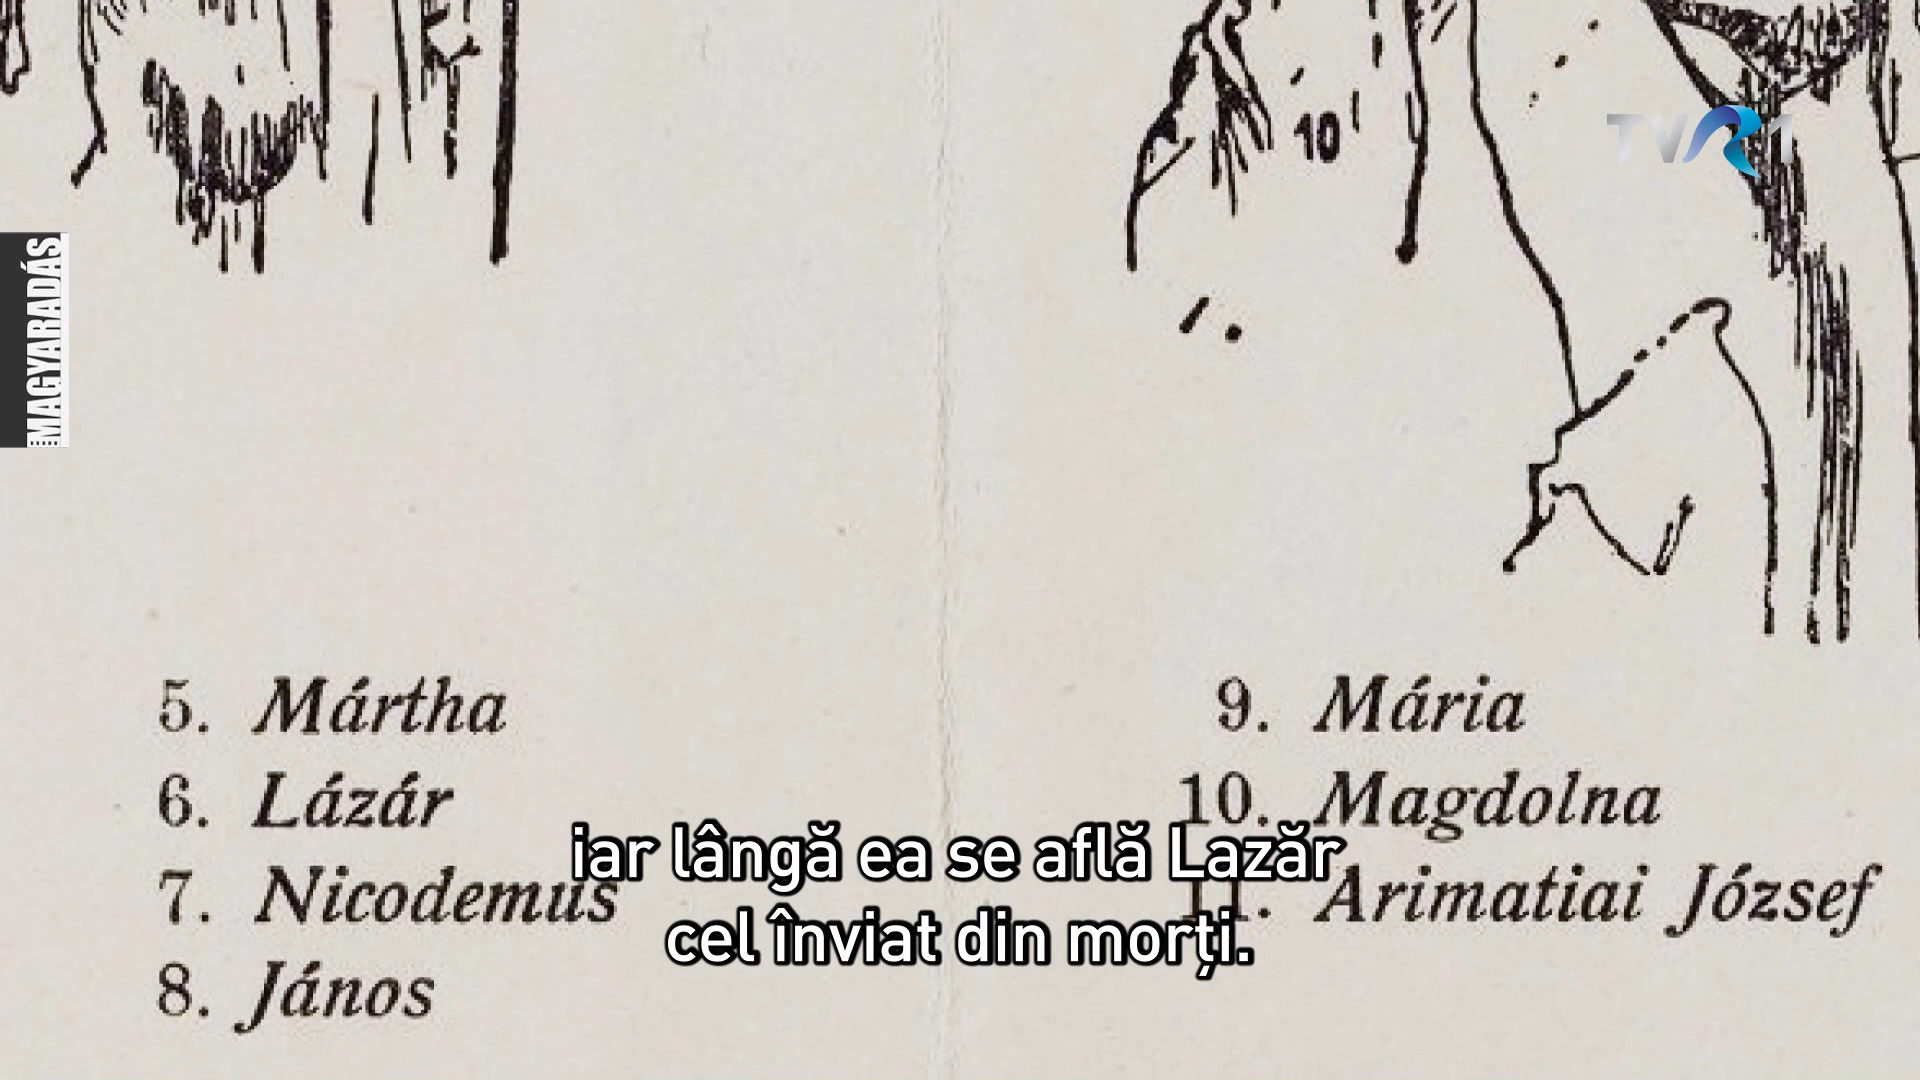 10
TVR1
MAGYARADÁS
5. Mártha
6. Lázár
7. Nicodemus
8. János
9. Mária
10. Magdolna
11. Arimatiai József
iar lângă ea se află Lazăr
cel înviat din morți.